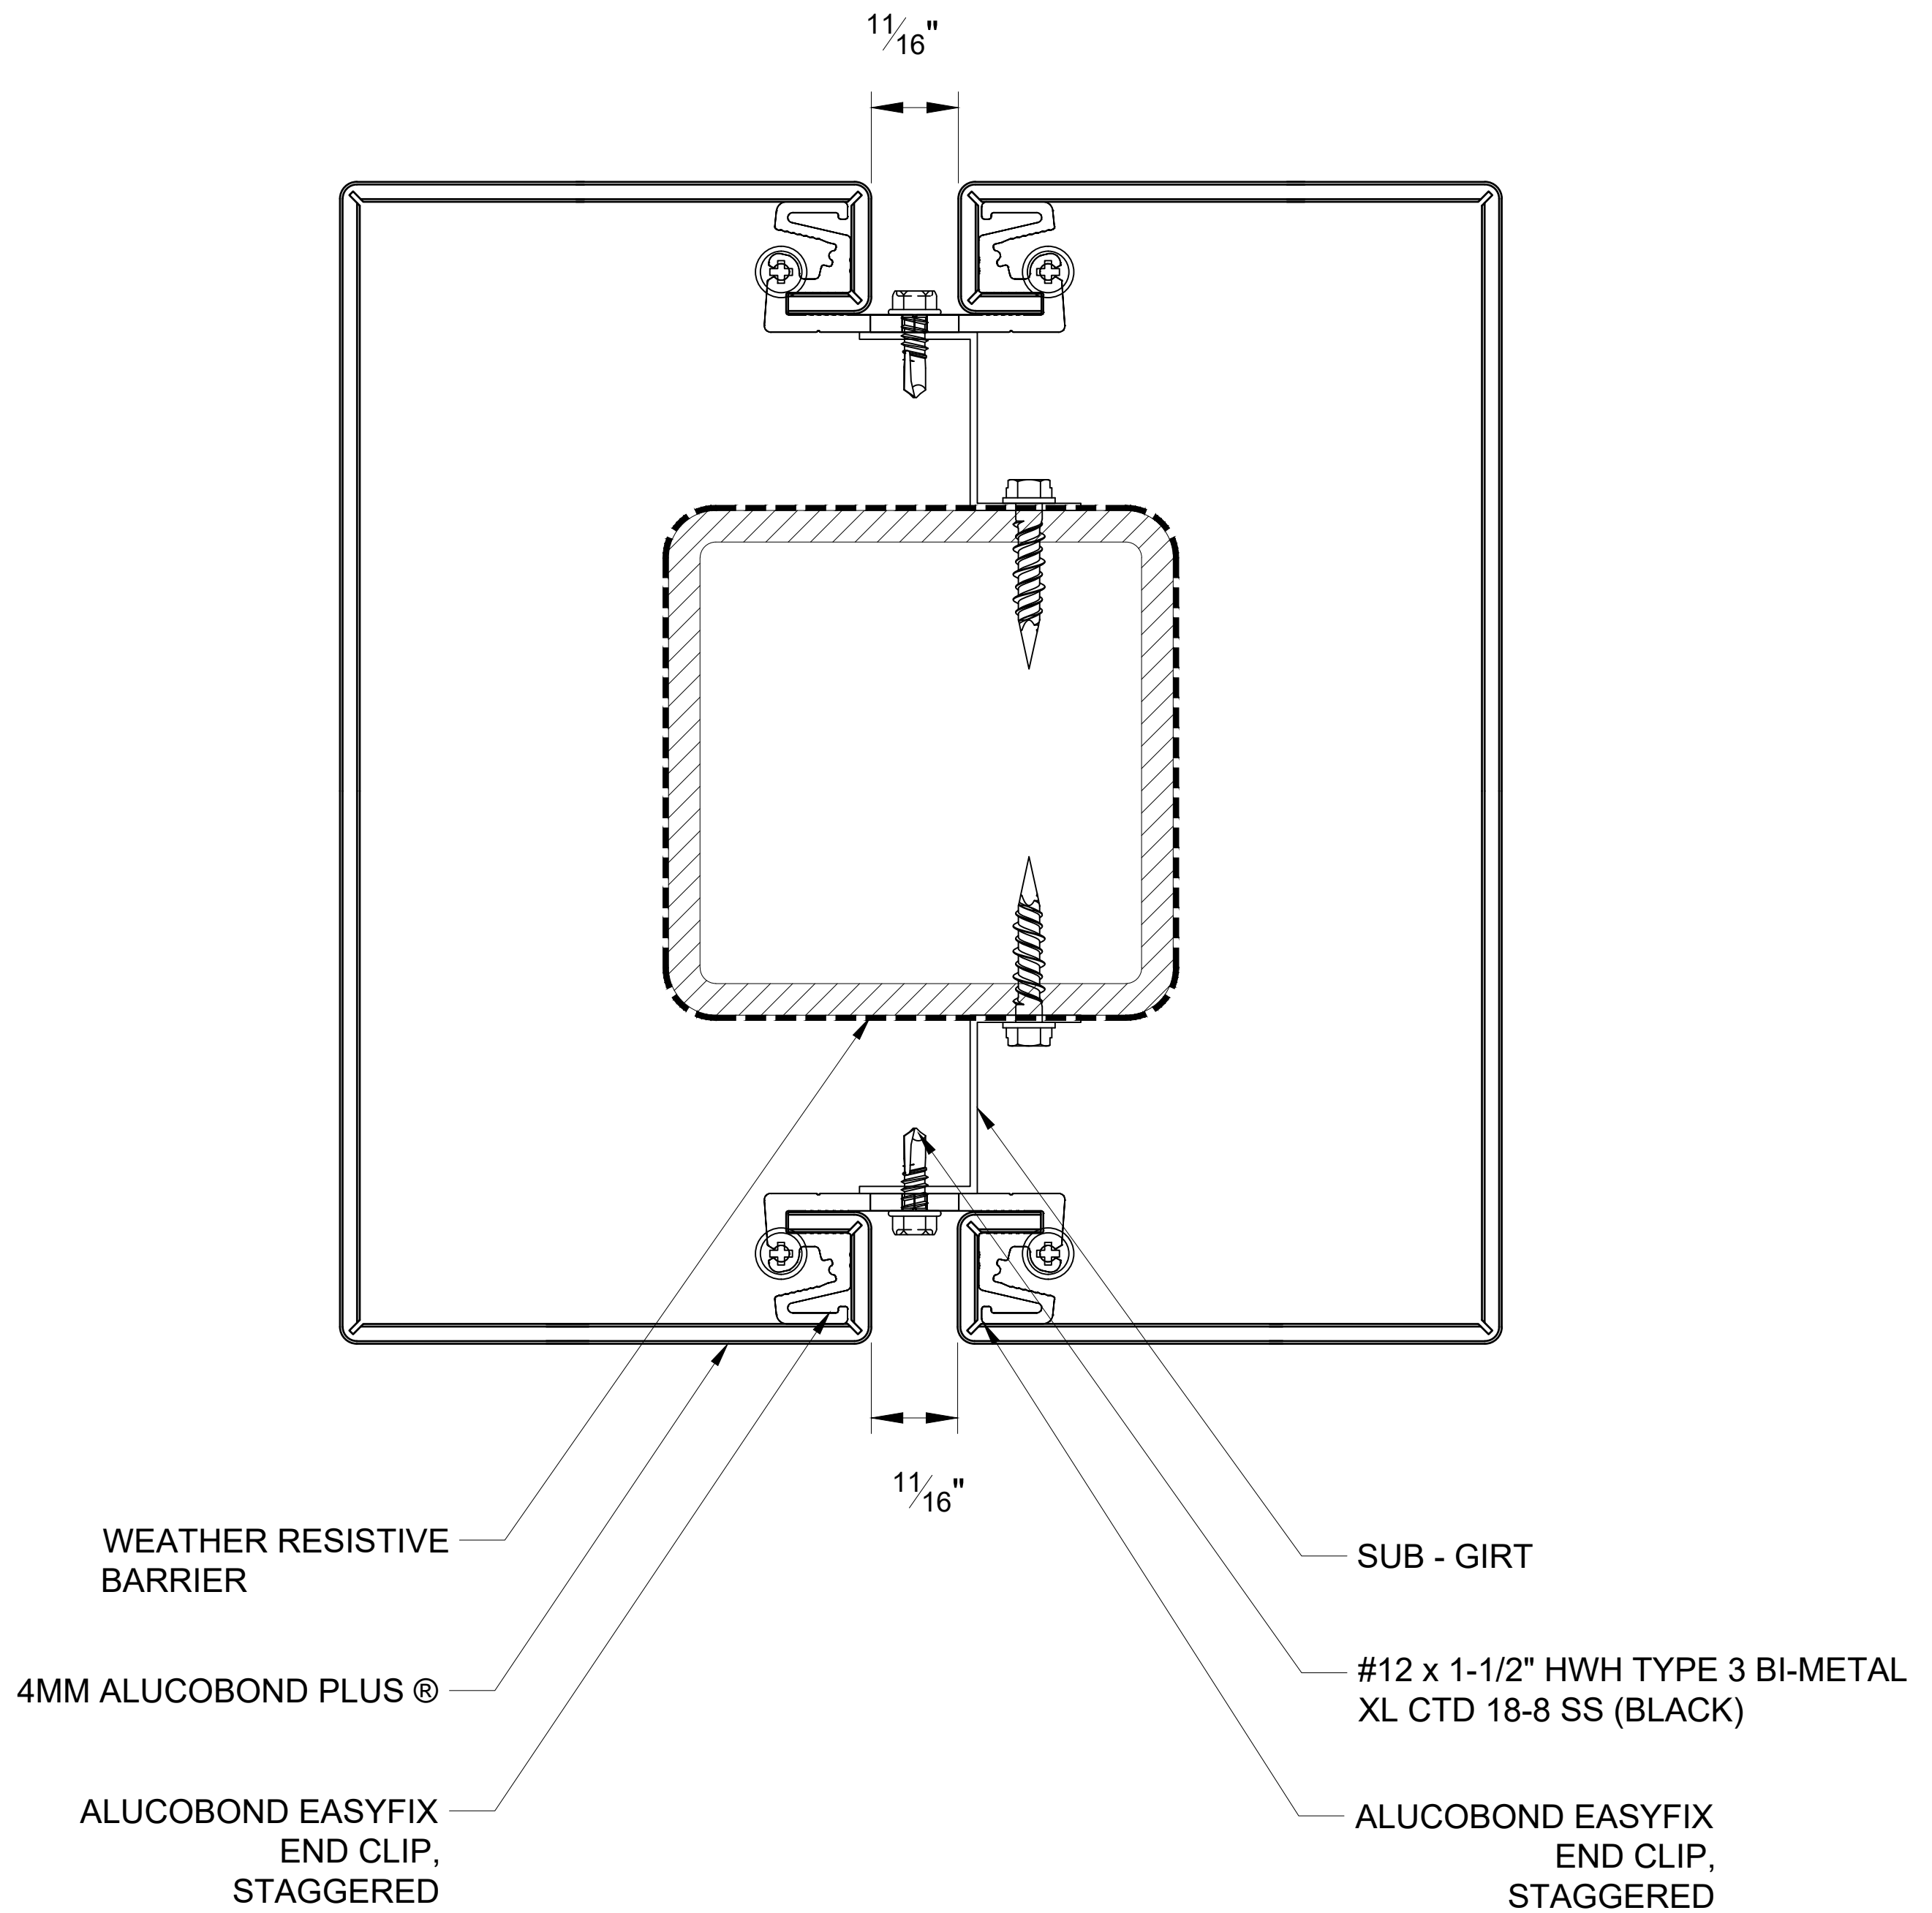 11/16"
11/16"
WEATHER RESISTIVE
BARRIER
4MM ALUCOBOND PLUS ®
ALUCOBOND EASYFIX
END CLIP,
STAGGERED
SUB - GIRT
#12 x 1-1/2" HWH TYPE 3 BI-METAL
XL CTD 18-8 SS (BLACK)
ALUCOBOND EASYFIX
END CLIP,
STAGGERED